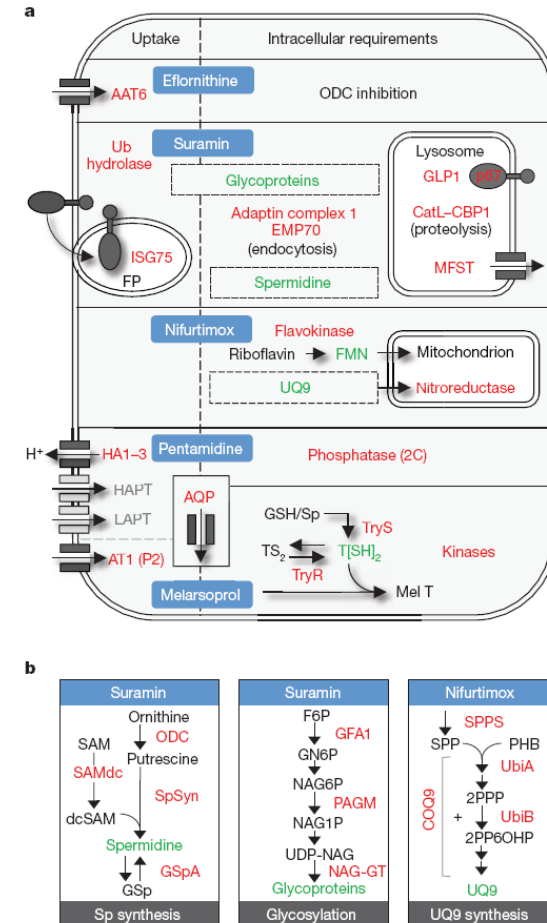 a
Uptake
Intracellular requirements
Eflornithine
AAT6
ODC inhibition
Suramin
Ub
hydrolase
Glycoproteins
Adaptin complex 1
EMP70
(endocytosis)
Spermidine
ISG75
FP
Lysosome
GLP1
p67
CatL–CBP1
(proteolysis)
MFST
Nifurtimox
Flavokinase
Riboflavin
FMN
Mitochondrion
UQ9
Nitroreductase
Pentamidine
H+
HA1–3
Phosphatase (2C)
HAPT
AQP
LAPT
GSH/Sp
TryS
TS2
T[SH]2
Kinases
AT1 (P2)
TryR
Melarsoprol
Mel T
b
Suramin
Ornithine
ODC
SAM
Putrescine
SAMdc
SpSyn
dcSAM
Spermidine
GSpA
GSp
Sp synthesis
Suramin
F6P
GFA1
GN6P
NAG6P
PAGM
NAG1P
UDP-NAG
NAG-GT
Glycoproteins
Glycosylation
Nifurtimox
SPPS
SPP
PHB
UbiA
COQ9
2PPP
+
UbiB
2PP6OHP
UQ9
UQ9 synthesis